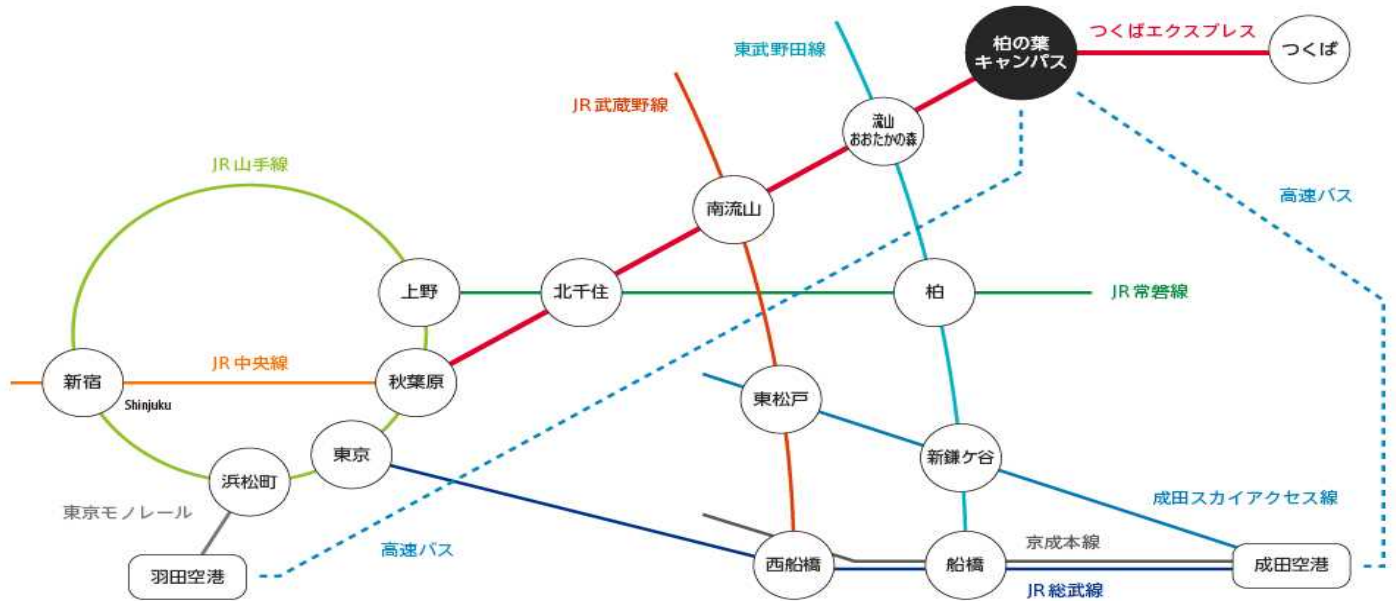 つくばエクスプレス
柏の葉
キャンパス
つくば
東武野田線
JR武蔵野線
流山
おおたかの森
JR山手線
南流山
高速バス
上野
北千住
柏
JR常磐線
JR中央線
新宿
秋葉原
Shinjuku
東松戸
東京
新鎌ケ谷
浜松町
成田スカイアクセス線
東京モノレール
京成本線
高速バス
羽田空港
西船橋
船橋
成田空港
JR総武線